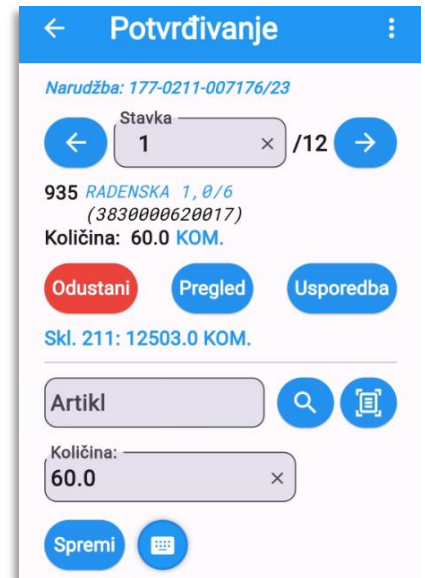 Potvrđivanje
Narudžba: 177-0211-007176/23
Stavka
1 /12
935 RADENSKA 1,0/6
(3830000620017)
Količina: 60.0 KOM.
Odustani Pregled Usporedba
Skl. 211: 12503.0 KOM.
Artikl
Količina:
60.0
Spremi